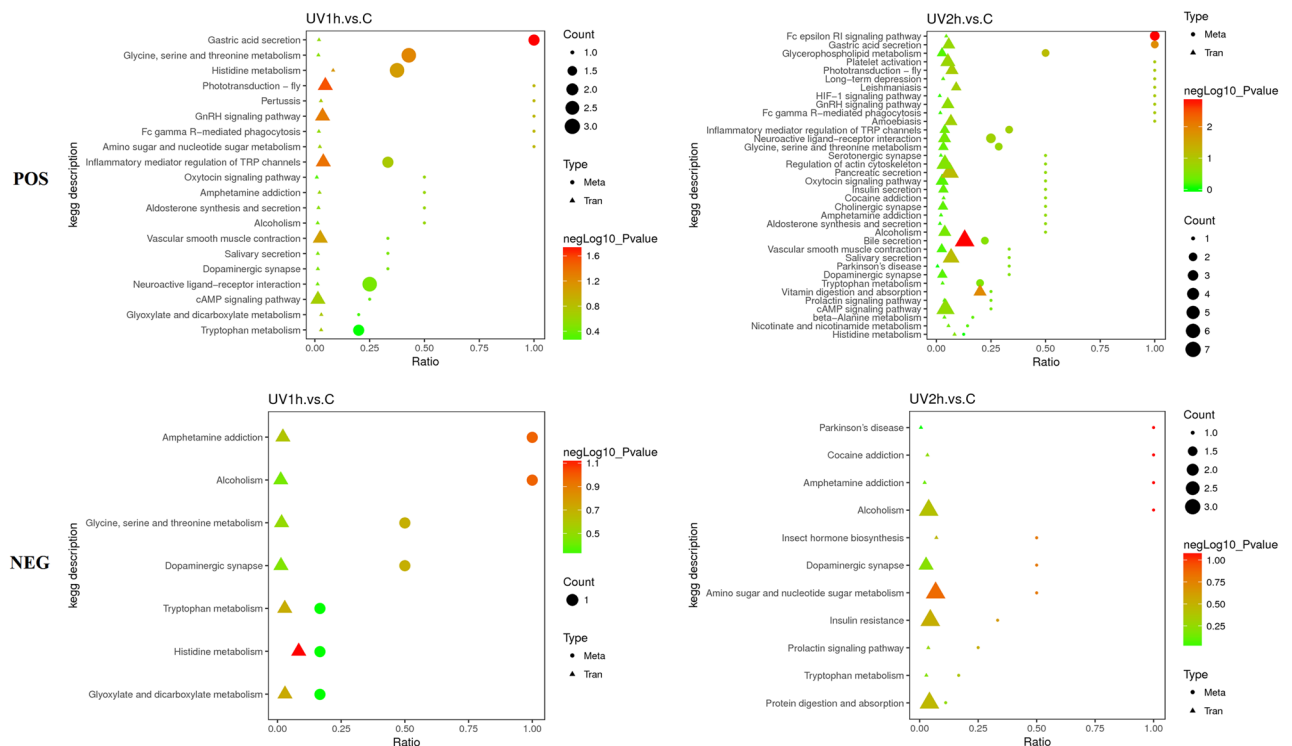 UV1h.vs.C
POS
kegg description
Gastric acid secretion
Glycine, serine and threonine metabolism
Histidine metabolism
Phototransduction − fly
Pertussis
GnRH signaling pathway
Fc gamma R−mediated phagocytosis
Amino sugar and nucleotide sugar metabolism
Inflammatory mediator regulation of TRP channels
Oxytocin signaling pathway
Amphetamine addiction
Aldosterone synthesis and secretion
Alcoholism
Vascular smooth muscle contraction
Salivary secretion
Dopaminergic synapse
Neuroactive ligand−receptor interaction
cAMP signaling pathway
Glyoxylate and dicarboxylate metabolism
Tryptophan metabolism
0.00 0.25 0.50 0.75 1.00
Ratio
Count
1.0
1.5
2.0
2.5
3.0
Type
Meta
Tran
negLog10_Pvalue
1.6
1.2
0.8
0.4
UV2h.vs.C
kegg description
Fc epsilon RI signaling pathway
Gastric acid secretion
Glycerophospholipid metabolism
Platelet activation
Phototransduction − fly
Long−term depression
Leishmaniasis
HIF−1 signaling pathway
GnRH signaling pathway
Fc gamma R−mediated phagocytosis
Amoebiasis
Inflammatory mediator regulation of TRP channels
Neuroactive ligand−receptor interaction
Glycine, serine and threonine metabolism
Serotonergic synapse
Regulation of actin cytoskeleton
Pancreatic secretion
Oxytocin signaling pathway
Insulin secretion
Cocaine addiction
Cholinergic synapse
Amphetamine addiction
Aldosterone synthesis and secretion
Alcoholism
Bile secretion
Vascular smooth muscle contraction
Salivary secretion
Parkinson's disease
Dopaminergic synapse
Tryptophan metabolism
Vitamin digestion and absorption
Prolactin signaling pathway
cAMP signaling pathway
beta−Alanine metabolism
Nicotinate and nicotinamide metabolism
Histidine metabolism
0.00 0.25 0.50 0.75 1.00
Ratio
Type
Meta
Tran
negLog10_Pvalue
2
1
0
Count
1
2
3
4
5
6
7
UV1h.vs.C
NEG
kegg description
Amphetamine addiction
Alcoholism
Glycine, serine and threonine metabolism
Dopaminergic synapse
Tryptophan metabolism
Histidine metabolism
Glyoxylate and dicarboxylate metabolism
0.00 0.25 0.50 0.75 1.00
Ratio
negLog10_Pvalue
1.1
0.9
0.7
0.5
Count
1
Type
Meta
Tran
UV2h.vs.C
kegg description
Parkinson's disease
Cocaine addiction
Amphetamine addiction
Alcoholism
Insect hormone biosynthesis
Dopaminergic synapse
Amino sugar and nucleotide sugar metabolism
Insulin resistance
Prolactin signaling pathway
Tryptophan metabolism
Protein digestion and absorption
0.00 0.25 0.50 0.75 1.00
Ratio
Count
1.0
1.5
2.0
2.5
3.0
negLog10_Pvalue
1.00
0.75
0.50
0.25
Type
Meta
Tran